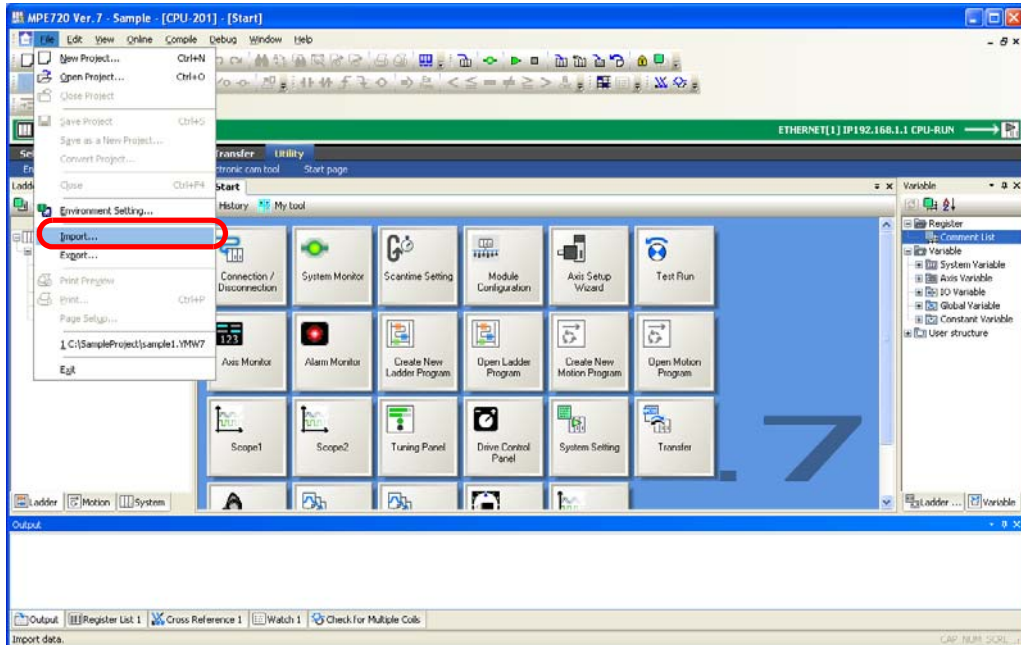 MPE720 Ver.7 - Sample - [CPU-201] - [Start]
File Edit View Online Compile Debug Window Help
New Project... Ctrl+N
Open Project... Ctrl+O
Close Project
Save Project Ctrl+S
Save as a New Project...
Convert Project...
Close Ctrl+F4
Environment Setting...
Import...
Export...
Print Preview
Print... Ctrl+P
Page Setup...
1 C:\SampleProject\sample1.YMW7
Exit
ETHERNET[1] IP192.168.1.1 CPU-RUN
Transfer Utility
ctronic cam tool Start page
Start
History My tool
Connection /
Disconnection
System Monitor
Scantime Setting
Module
Configuration
Axis Setup
Wizard
Test Run
123
Axis Monitor
Alarm Monitor
Create New
Ladder Program
Open Ladder
Program
Create New
Motion Program
Open Motion
Program
Scope1
Scope2
Tuning Panel
Drive Control
Panel
System Setting
Transfer
.7
Variable
Register
Comment List
Variable
System Variable
Axis Variable
IO Variable
Global Variable
Constant Variable
User structure
Ladder Motion System
Ladder ... Variable
Output
Output Register List 1 Cross Reference 1 Watch 1 Check for Multiple Coils
Import data.
CAP NUM SCRL